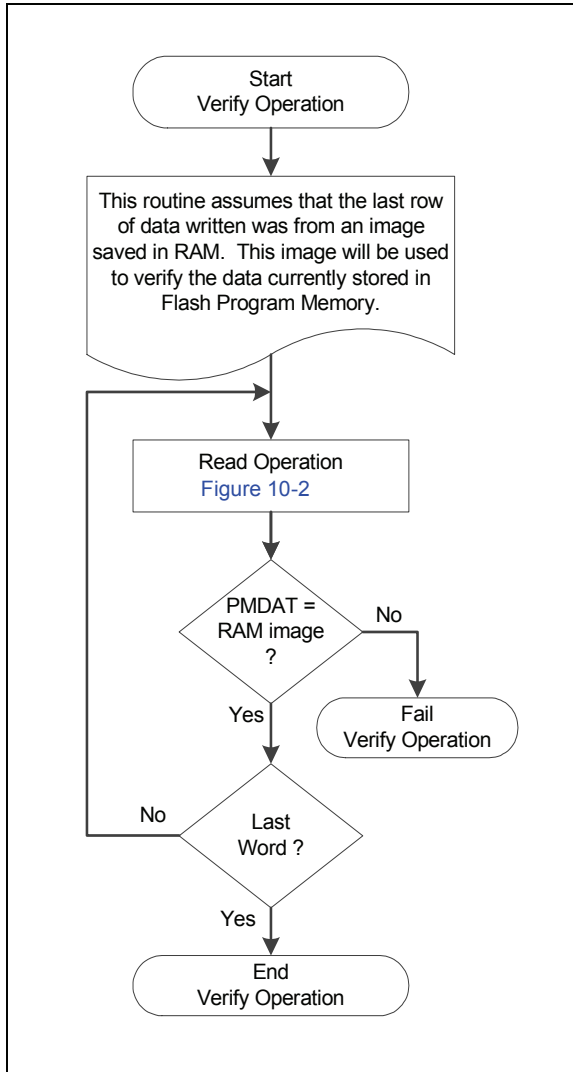 Start
Verify Operation
This routine assumes that the last row
of data written was from an image
saved in RAM. This image will be used
to verify the data currently stored in
Flash Program Memory.
Read Operation
Figure 10-2
PMDAT =
RAM image
?
No
Yes
Fail
Verify Operation
No
Last
Word ?
Yes
End
Verify Operation